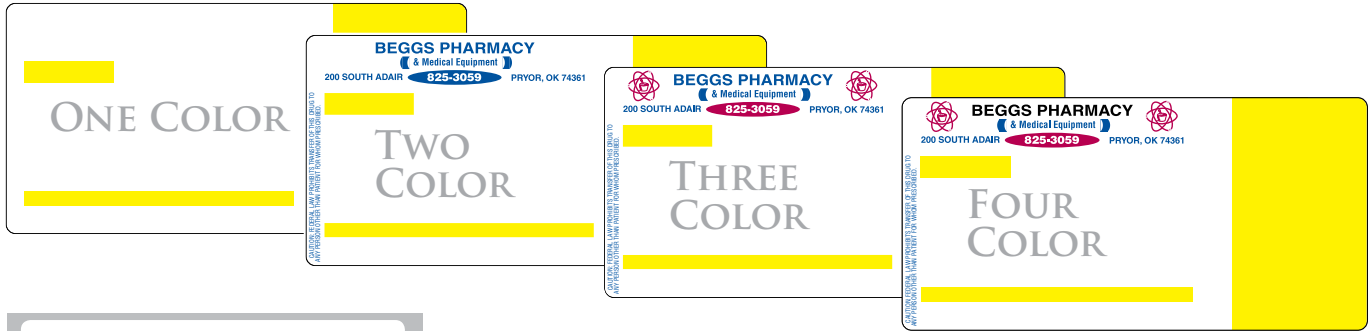 ONE COLOR
BEGGS PHARMACY
& Medical Equipment
200 SOUTH ADAIR 825-3059 PRYOR, OK 74361
CAUTION: FEDERAL LAW PROHIBITS TRANSFER OF THIS DRUG TO
ANY PERSON OTHER THAN PATIENT FOR WHOM PRESCRIBED.
TWO
COLOR
BEGGS PHARMACY
& Medical Equipment
200 SOUTH ADAIR 825-3059 PRYOR, OK 74361
CAUTION: FEDERAL LAW PROHIBITS TRANSFER OF THIS DRUG TO
ANY PERSON OTHER THAN PATIENT FOR WHOM PRESCRIBED.
THREE
COLOR
BEGGS PHARMACY
& Medical Equipment
200 SOUTH ADAIR 825-3059 PRYOR, OK 74361
CAUTION: FEDERAL LAW PROHIBITS TRANSFER OF THIS DRUG TO
ANY PERSON OTHER THAN PATIENT FOR WHOM PRESCRIBED.
FOUR
COLOR